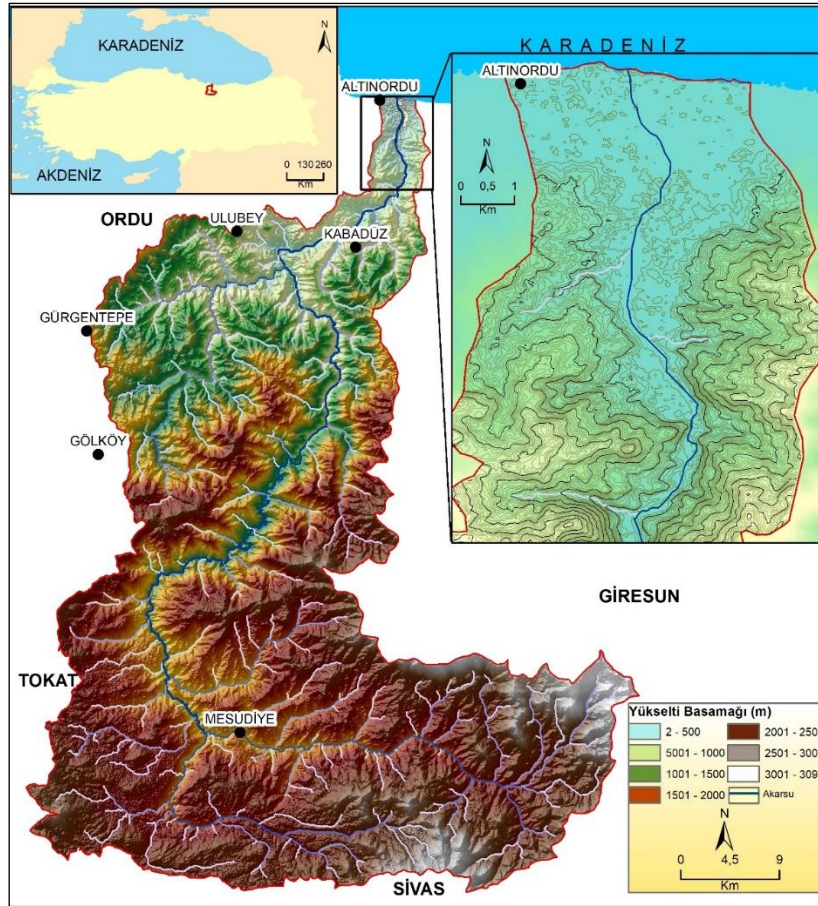 KARADENİZ
N
0 130 260
Km
AKDENİZ
KARADENİZ
ALTINORDU
ALTINORDU
N
0 0,5 1
Km
ORDU
ULUBEY
KABADÜZ
GÜRGENTEPE
GÖLKÖY
GİRESUN
TOKAT
MESUDİYE
SİVAS
Yükselti Basamağı (m)
2 - 500
5001 - 1000
1001 - 1500
1501 - 2000
2001 - 250
2501 - 300
3001 - 309
Akarsu
N
0 4,5 9
Km